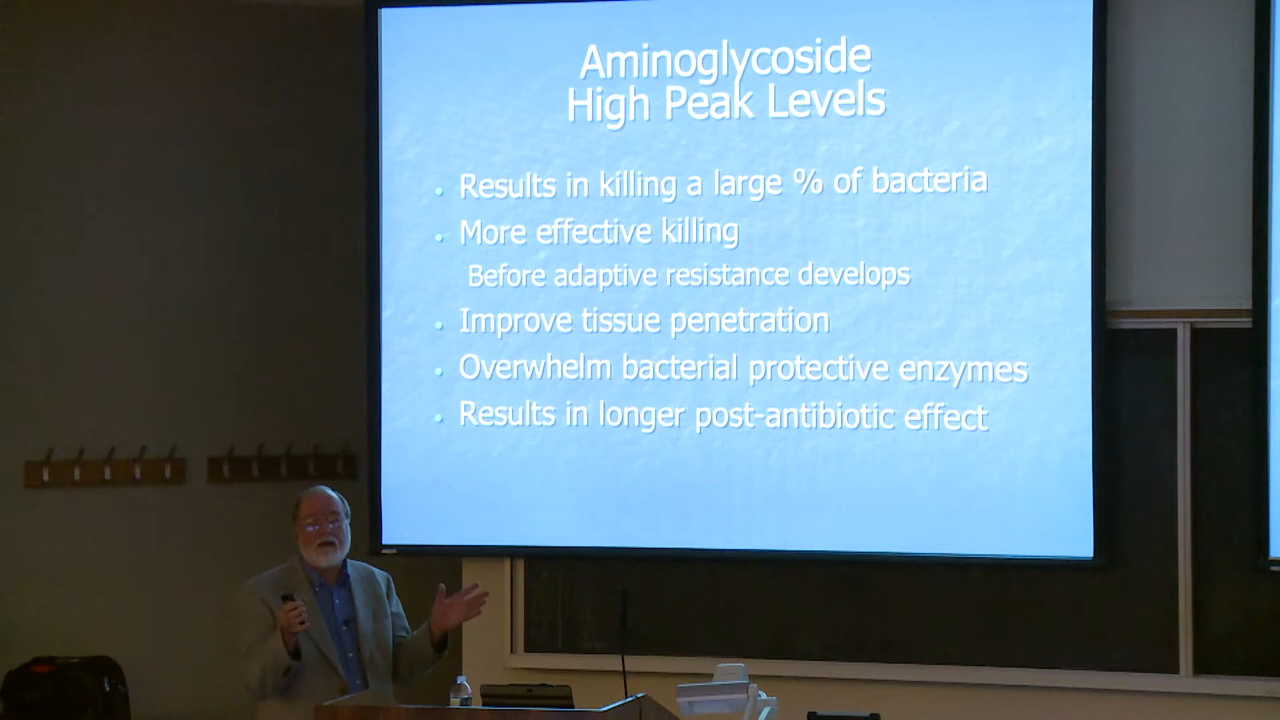 Aminoglycoside
High Peak Levels
Results in killing a large % of bacteria
More effective killing
Before adaptive resistance develops
Improve tissue penetration
Overwhelm bacterial protective enzymes
Results in longer post-antibiotic effect